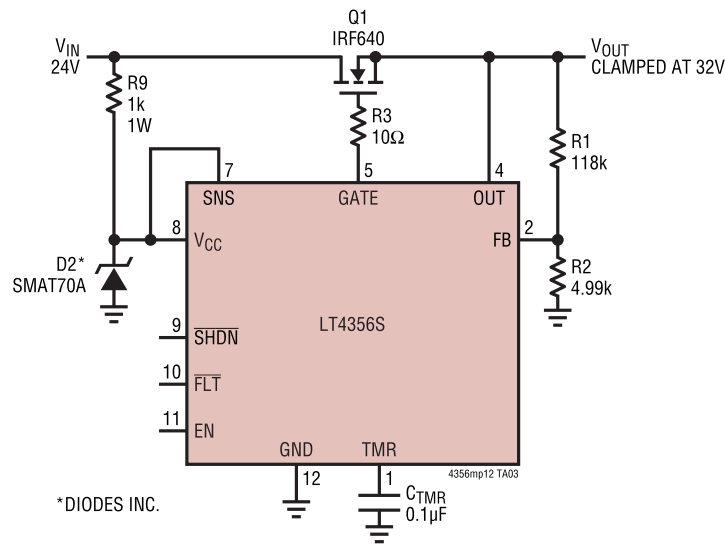 Q1
IRF640
VIN
24V
VOUT
CLAMPED AT 32V
R9
1k
1W
R3
10Ω
R1
118k
7
5
4
SNS
GATE
OUT
8
VCC
FB
2
D2*
SMAT70A
R2
4.99k
9
SHDN
LT4356S
10
FLT
11
EN
GND
TMR
12
1
4356mp12 TA03
*DIODES INC.
CTMR
0.1µF